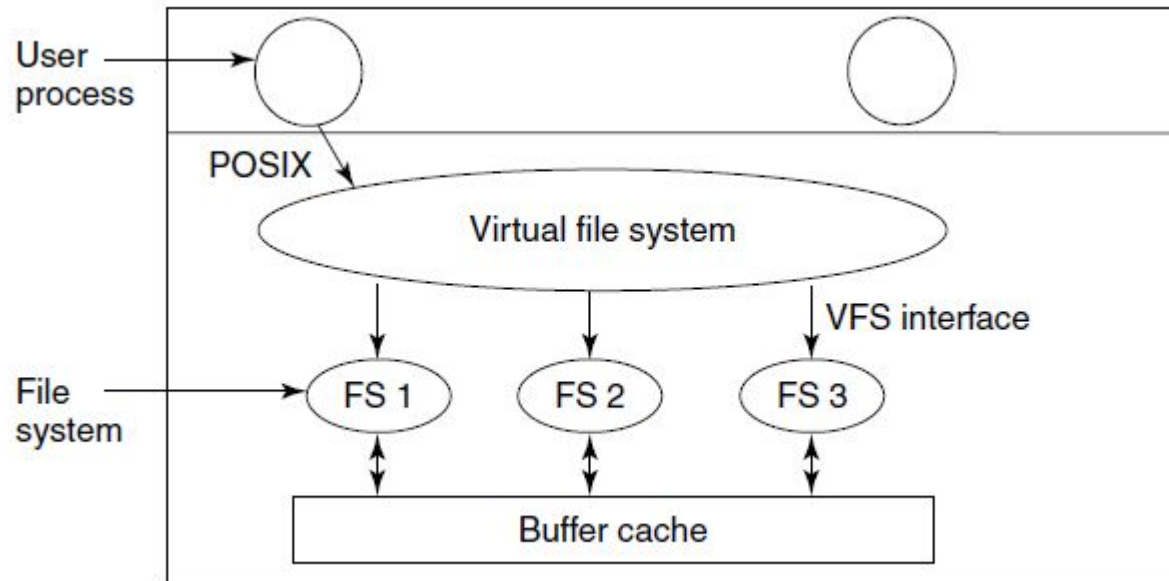 User
process
POSIX
Virtual file system
VFS interface
File
system
FS 1
FS 2
FS 3
Buffer cache